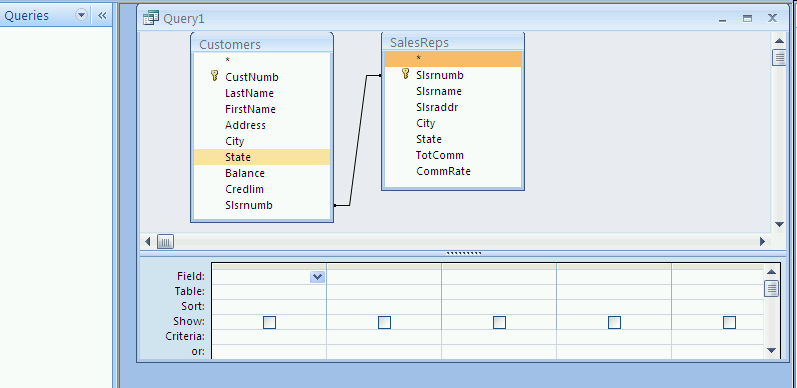 Queries «
Query1
Customers
*
CustNumb
LastName
FirstName
Address
City
State
Balance
Credlim
Slsrnumb
SalesReps
*
Slsrnumb
Slsrname
Slsraddr
City
State
TotComm
CommRate
Field:
Table:
Sort:
Show:
Criteria:
or: